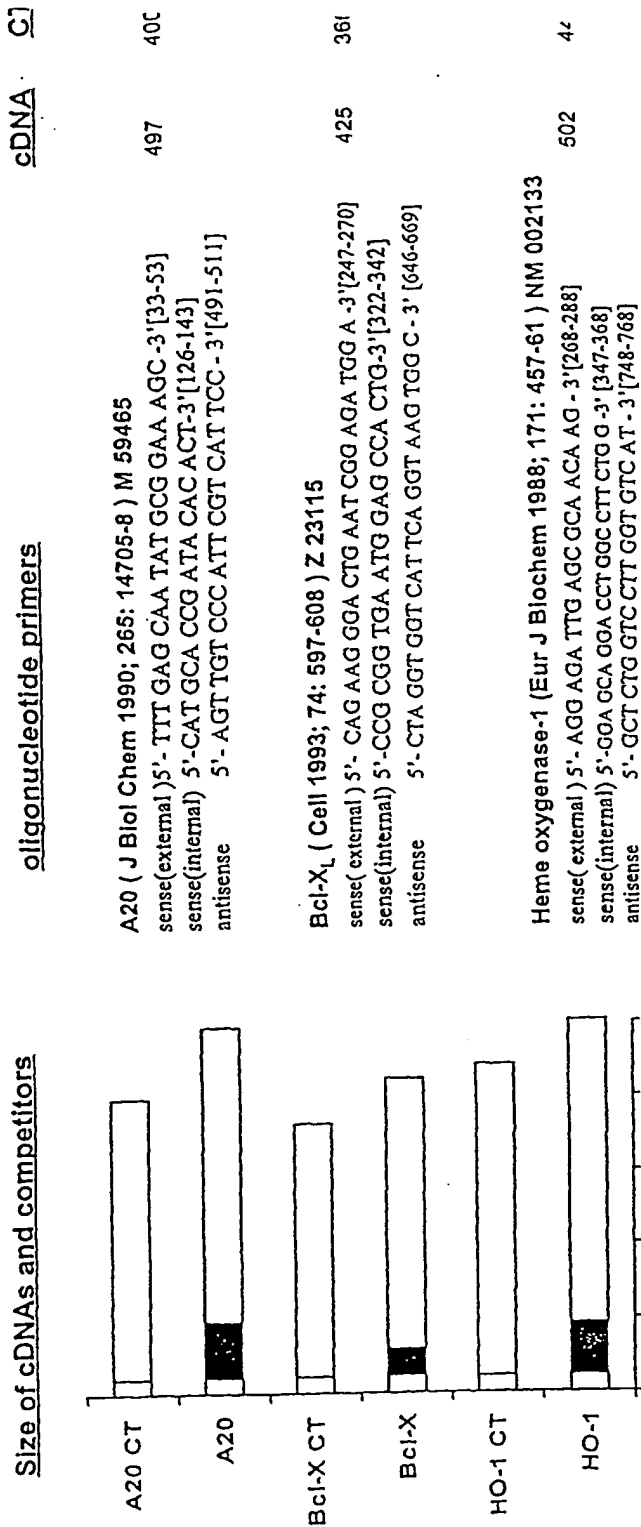 Size of cDNAs and competitors
A20 CT
A20
Bcl-X CT
Bcl-X
HO-1 CT
HO-1
oligonucleotide primers
cDNA
A20 ( J Biol Chem 1990; 265: 14705-8 ) M 59465
sense(external )5'- TTT GAG CAA TAT GCG GAA AGC -3'[33-53]
497
sense(internal) 5'-CAT GCA CCG ATA CAC ACT-3'[126-143]
antisense 5'- AGT TGT CCC ATT CGT CAT TCC - 3'[491-511]
Bcl-XL ( Cell 1993; 74: 597-608 ) Z 23115
sense( external ) 5'- CAG AAG GGA CTG AAT CGG AGA TGG A -3'[247-270]
425
sense(internal) 5'-CCG CGG TGA ATG GAG CCA CTG-3'[322-342]
antisense 5'- CTA GGT GGT CAT TCA GGT AAG TGG C - 3' [646-669]
Heme oxygenase-1 (Eur J Biochem 1988; 171: 457-61 ) NM 002133
sense( external ) 5'- AGG AGA TTG AGC GCA ACA AG - 3'[268-288]
502
sense(internal) 5'-GGA GCA GGA CCT GGC CTT CTG G -3' [347-368]
antisense 5'- GCT CTG GTC CTT GGT GTC AT - 3'[748-768]